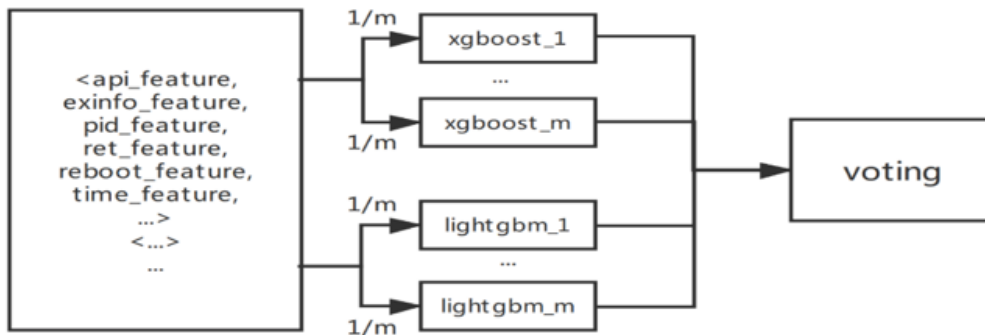 <api_feature,
exinfo_feature,
pid_feature,
ret_feature,
reboot_feature,
time_feature,
...>
<...>
...
1/m
xgboost_1
...
xgboost_m
1/m
1/m
lightgbm_1
...
lightgbm_m
1/m
voting